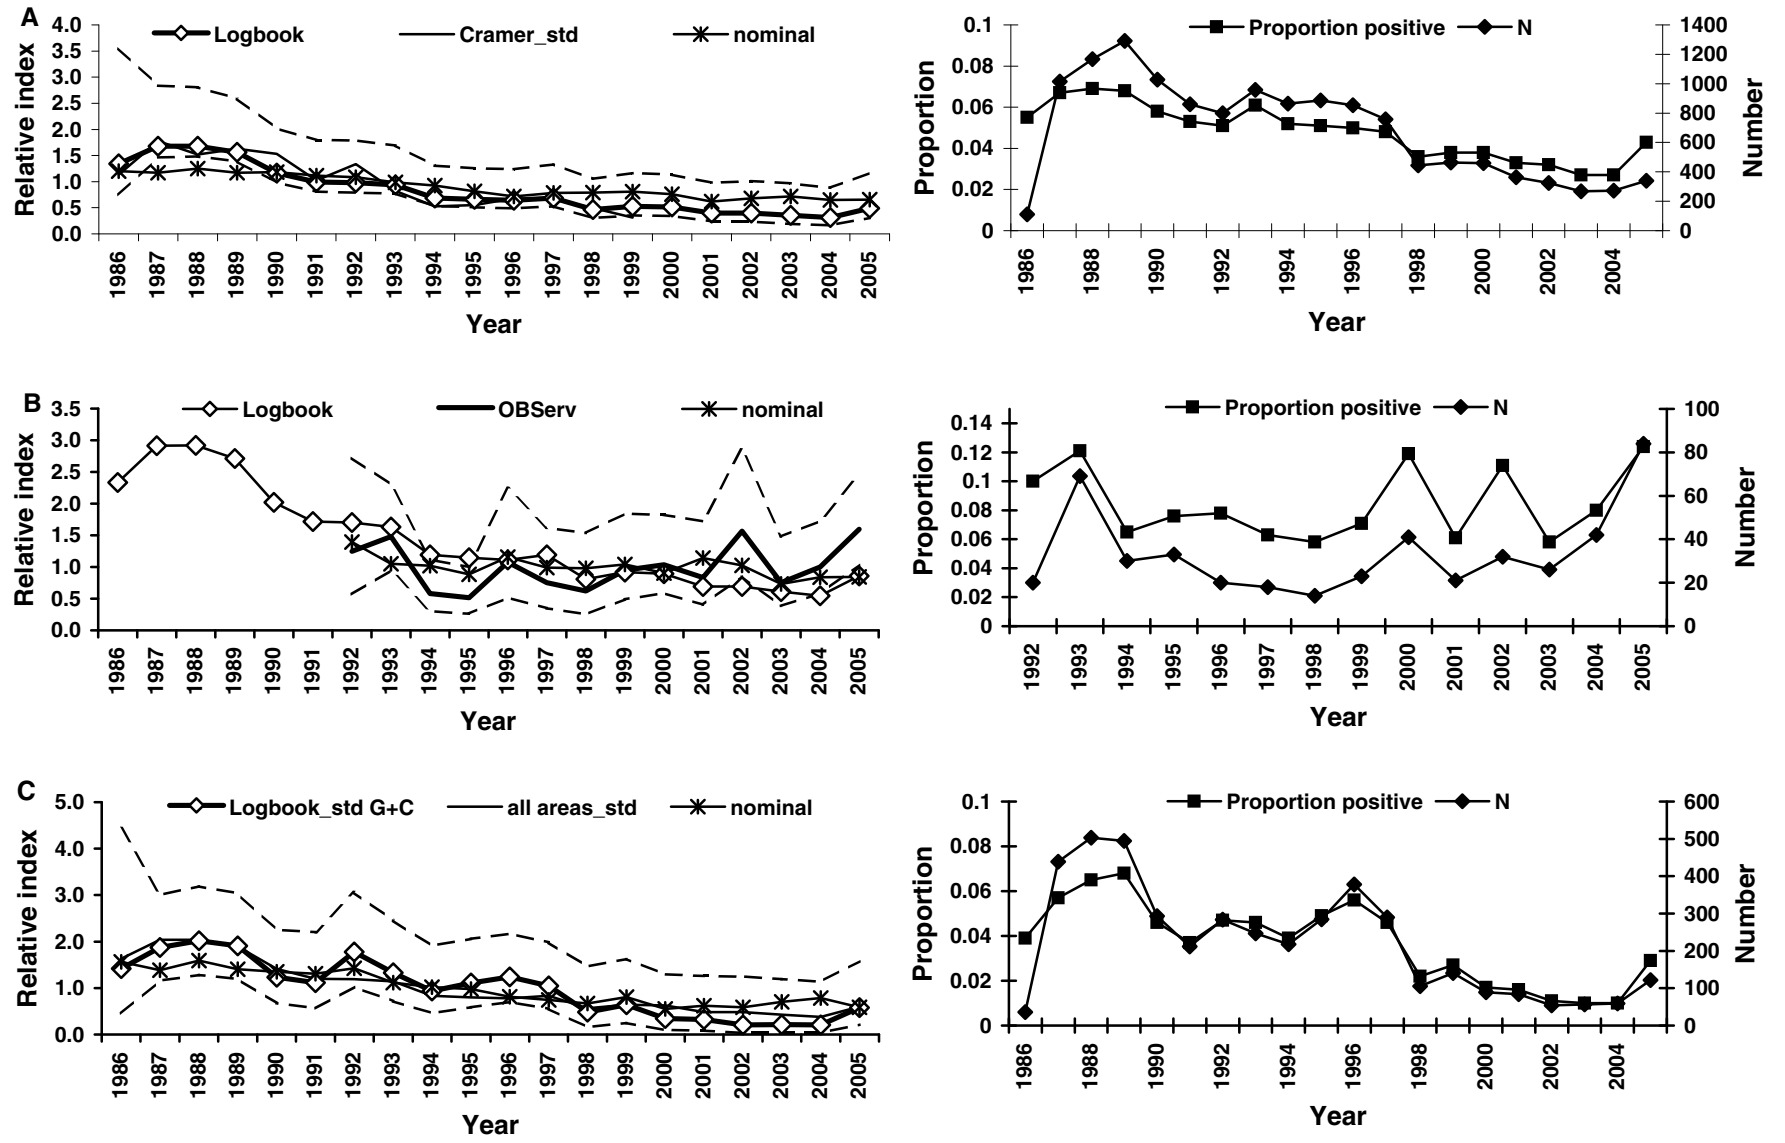 A
Logbook Cramer_std nominal
Relative index
4.0
3.5
3.0
2.5
2.0
1.5
1.0
0.5
0.0
1986 1987 1988 1989 1990 1991 1992 1993 1994 1995 1996 1997 1998 1999 2000 2001 2002 2003 2004 2005
Year
Proportion positive N
Proportion
0.1
0.08
0.06
0.04
0.02
0
1400
1200
1000
800
600
400
200
0
Number
1986 1988 1990 1992 1994 1996 1998 2000 2002 2004
Year
B
Logbook OBServ nominal
Relative index
3.5
3.0
2.5
2.0
1.5
1.0
0.5
0.0
1986 1987 1988 1989 1990 1991 1992 1993 1994 1995 1996 1997 1998 1999 2000 2001 2002 2003 2004 2005
Year
Proportion positive N
Proportion
0.14
0.12
0.1
0.08
0.06
0.04
0.02
0
100
80
60
40
20
0
Number
1992 1993 1994 1995 1996 1997 1998 1999 2000 2001 2002 2003 2004 2005
Year
C
Logbook_std G+C all areas_std nominal
Relative index
5.0
4.0
3.0
2.0
1.0
0.0
1986 1987 1988 1989 1990 1991 1992 1993 1994 1995 1996 1997 1998 1999 2000 2001 2002 2003 2004 2005
Year
Proportion positive N
Proportion
0.1
0.08
0.06
0.04
0.02
0
600
500
400
300
200
100
0
Number
1986 1988 1990 1992 1994 1996 1998 2000 2002 2004
Year